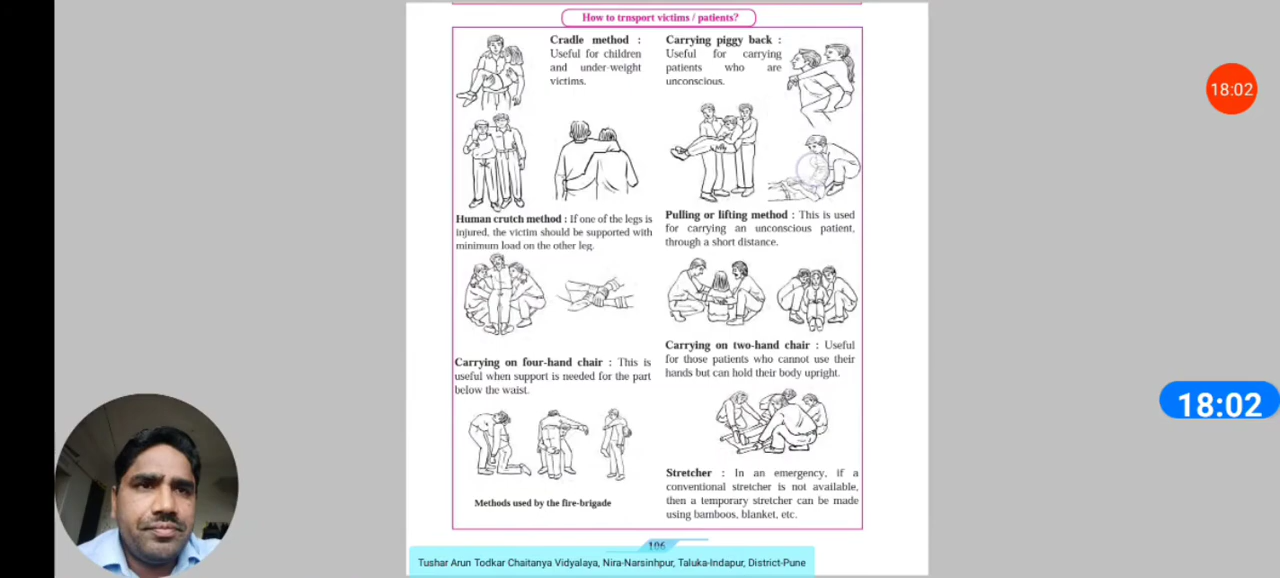 How to trnsport victims / patients?
Cradle method :
Useful for children
and under-weight
victims.
Carrying piggy back :
Useful for carrying
patients who are
unconscious.
Human crutch method : If one of the legs is
injured, the victim should be supported with
minimum load on the other leg.
Pulling or lifting method : This is used
for carrying an unconscious patient,
through a short distance.
Carrying on four-hand chair : This is
useful when support is needed for the part
below the waist.
Carrying on two-hand chair : Useful
for those patients who cannot use their
hands but can hold their body upright.
Methods used by the fire-brigade
Stretcher : In an emergency, if a
conventional stretcher is not available,
then a temporary stretcher can be made
using bamboos, blanket, etc.
106
Tushar Arun Todkar Chaitanya Vidyalaya, Nira-Narsinhpur, Taluka-Indapur, District-Pune
18:02
18:02